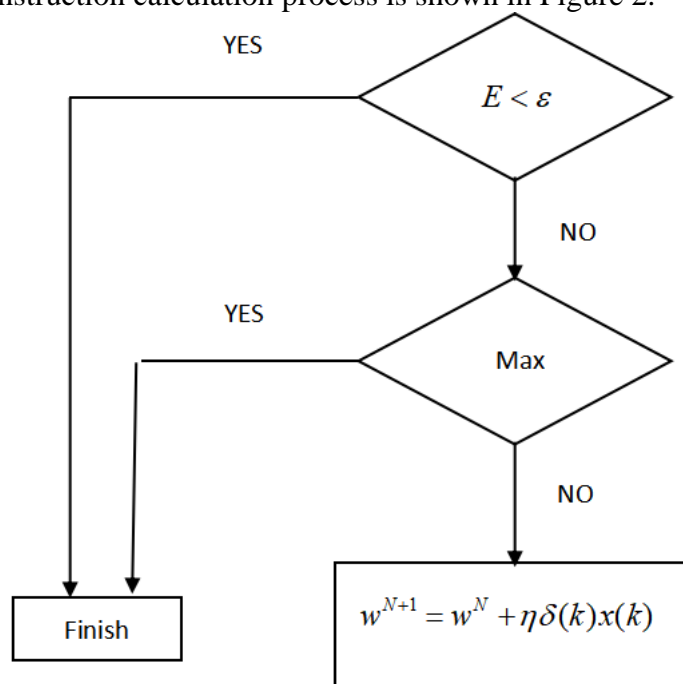 nstruction calculation process is shown in Figure 2.
YES
E < ε
NO
YES
Max
NO
Finish
w^{N+1} = w^N + ηδ(k)x(k)